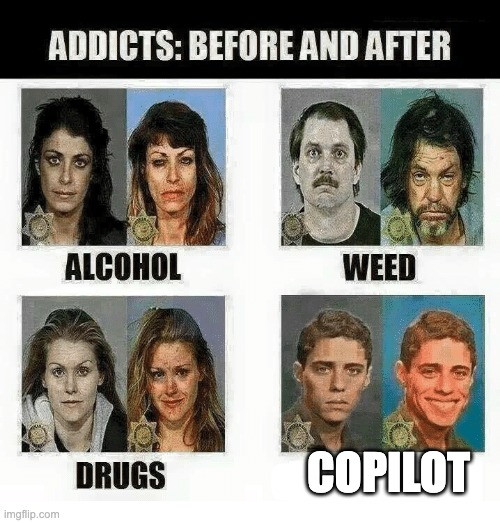 ADDICTS: BEFORE AND AFTER
ALCOHOL
WEED
DRUGS
COPILOT
imgflip.com